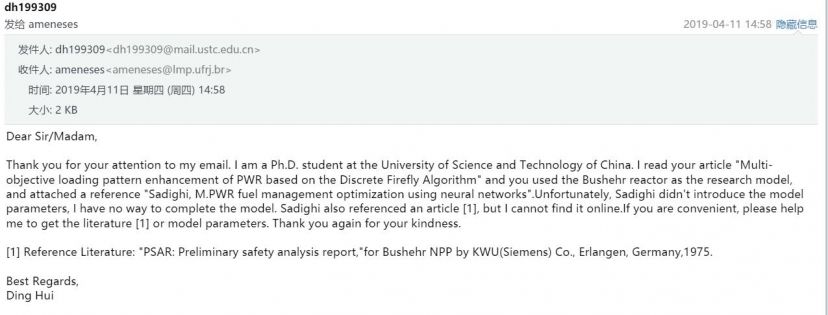 dh199309
发给 ameneses
2019-04-11 14:58 隐藏信息
发件人: dh199309<dh199309@mail.ustc.edu.cn>
收件人: ameneses<ameneses@lmp.ufrj.br>
时间: 2019年4月11日 星期四 (周四) 14:58
大小: 2 KB
Dear Sir/Madam,
Thank you for your attention to my email. I am a Ph.D. student at the University of Science and Technology of China. I read your article "Multi-
objective loading pattern enhancement of PWR based on the Discrete Firefly Algorithm" and you used the Bushehr reactor as the research model,
and attached a reference "Sadighi, M.PWR fuel management optimization using neural networks".Unfortunately, Sadighi didn't introduce the model
parameters, I have no way to complete the model. Sadighi also referenced an article [1], but I cannot find it online.If you are convenient, please help
me to get the literature [1] or model parameters. Thank you again for your kindness.
[1] Reference Literature: "PSAR: Preliminary safety analysis report,"for Bushehr NPP by KWU(Siemens) Co., Erlangen, Germany,1975.
Best Regards,
Ding Hui